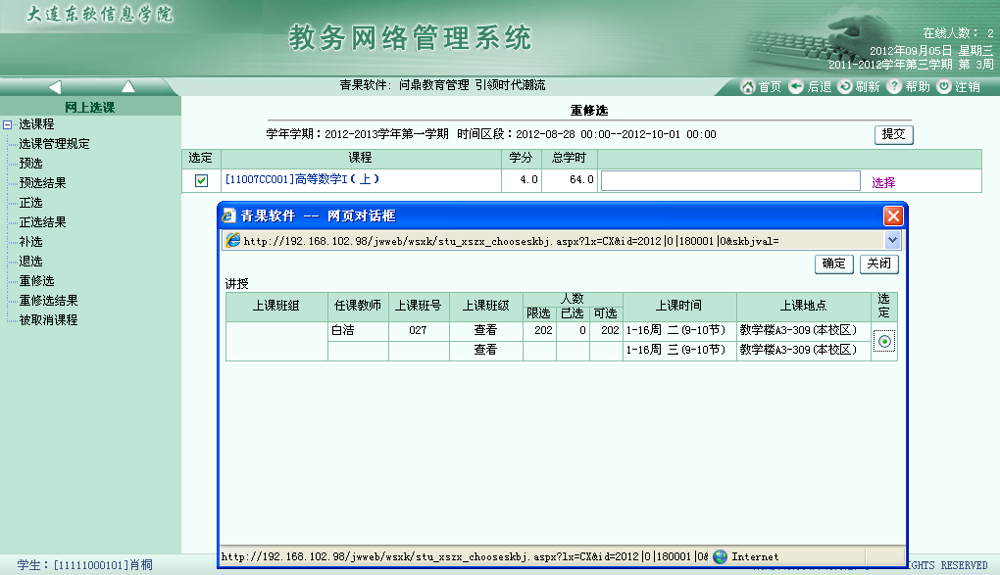 大连东软信息学院
教务网络管理系统
在线人数： 2
2012年09月05日 星期三
2011-2012学年第三学期 第 3周
青果软件: 问鼎教育管理 引领时代潮流
首页 后退 刷新 帮助 注销
网上选课
选课程
选课管理规定
预选
预选结果
正选
正选结果
补选
退选
重修选
重修选结果
被取消课程
重修选
学年学期：2012-2013学年第一学期 时间区段：2012-08-28 00:00--2012-10-01 00:00
提交
选定 课程 学分 总学时
[11007CC001]高等数学I（上） 4.0 64.0 选择
青果软件 -- 网页对话框
http://192.168.102.98/jwweb/wsxk/stu_xszx_chooseskbj.aspx?lx=CX&id=2012|0|180001|0&skbjval=
确定 关闭
讲授
上课班组 任课教师 上课班号 上课班级 人数 上课时间 上课地点 选定
限选 已选 可选
白洁 027 查看 202 0 202 1-16周 二(9-10节) 教学楼A3-309(本校区)
查看 1-16周 三(9-10节) 教学楼A3-309(本校区)
http://192.168.102.98/jwweb/wsxk/stu_xszx_chooseskbj.aspx?lx=CX&id=2012|0|180001|0& Internet
学生：[11111000101]肖桐
IGHTS RESERVED